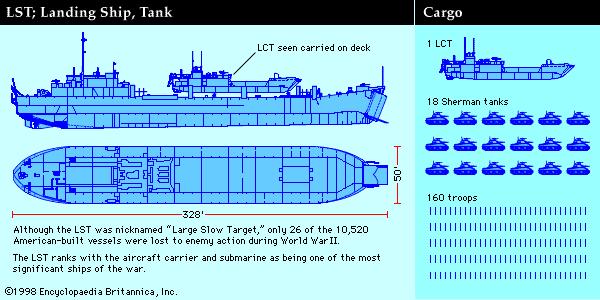 LST; Landing Ship, Tank
Cargo
LCT seen carried on deck
1 LCT
18 Sherman tanks
50'
328'
160 troops
Although the LST was nicknamed "Large Slow Target," only 26 of the 10,520
American-built vessels were lost to enemy action during World War II.
The LST ranks with the aircraft carrier and submarine as being one of the most
significant ships of the war.
©1998 Encyclopaedia Britannica, Inc.